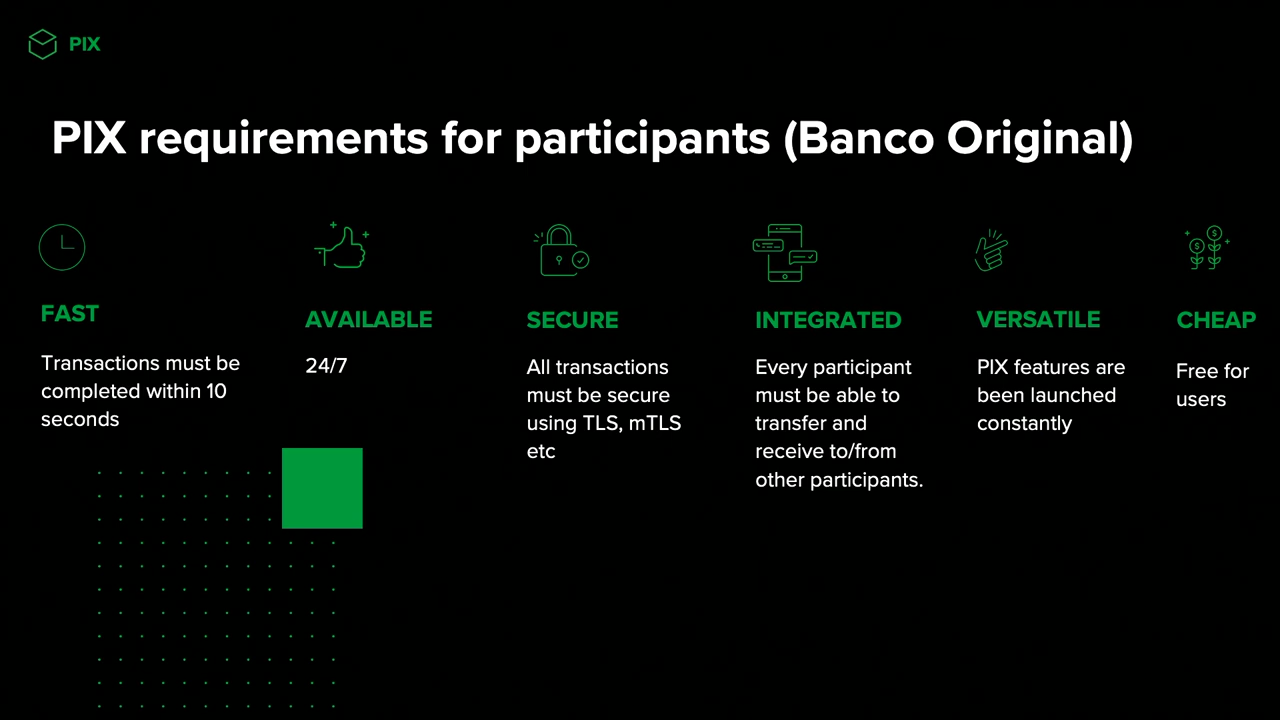 PIX
PIX requirements for participants (Banco Original)
FAST
Transactions must be
completed within 10
seconds
AVAILABLE
24/7
SECURE
All transactions
must be secure
using TLS, mTLS
etc
INTEGRATED
Every participant
must be able to
transfer and
receive to/from
other participants.
VERSATILE
PIX features are
been launched
constantly
CHEAP
Free for
users